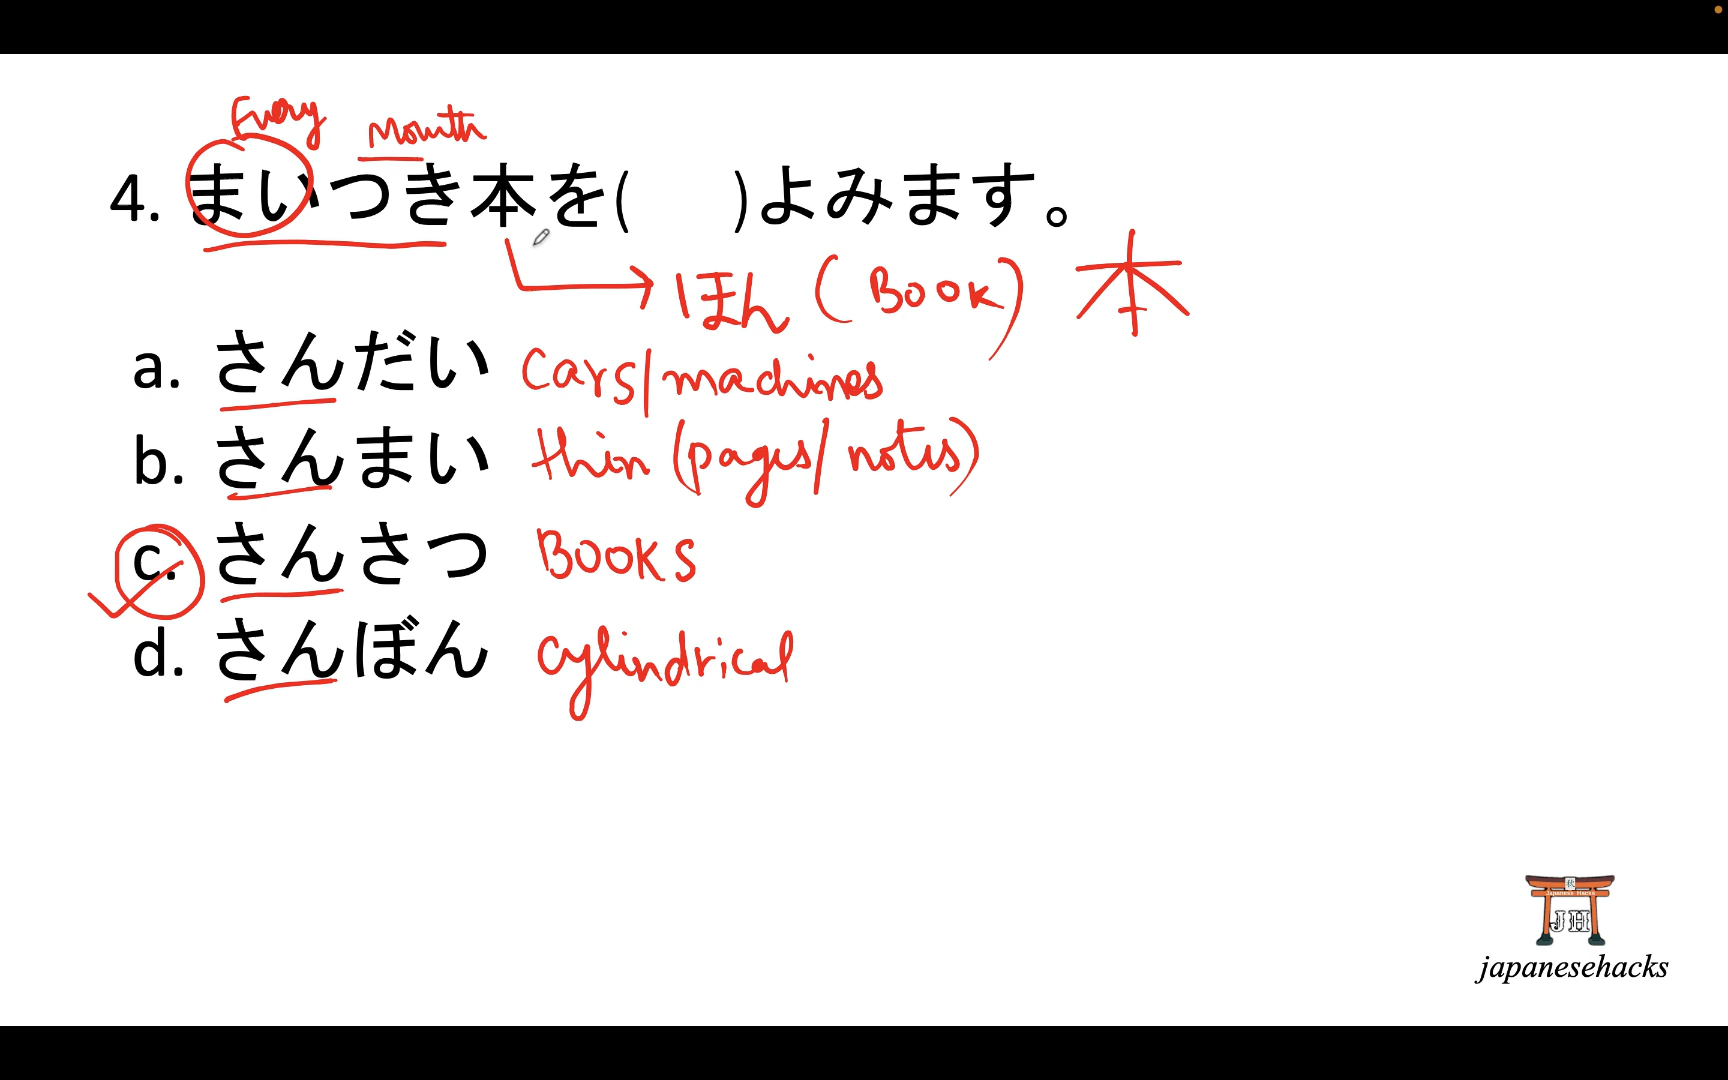 Every Month
4. まいつき本を(　　)よみます。
ほん (Book) 本
a. さんだい cars/machines
b. さんまい thin (pages/notes)
c. さんさつ Books
d. さんぼん cylindrical
JH
japanesehacks